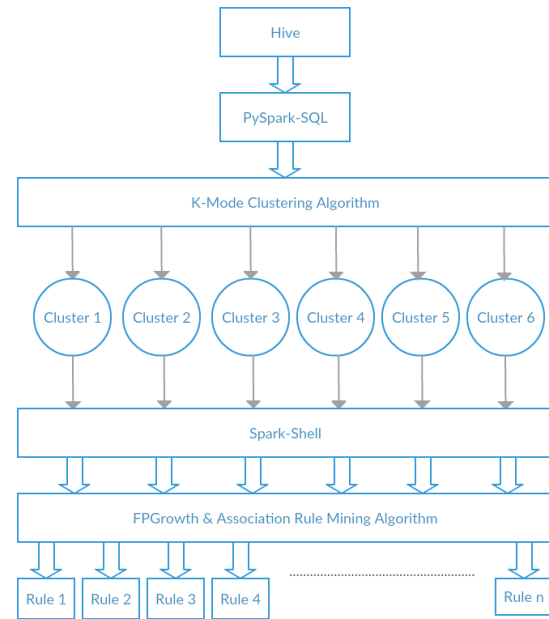 Hive
PySpark-SQL
K-Mode Clustering Algorithm
Cluster 1
Cluster 2
Cluster 3
Cluster 4
Cluster 5
Cluster 6
Spark-Shell
FPGrowth & Association Rule Mining Algorithm
Rule 1
Rule 2
Rule 3
Rule 4
Rule n